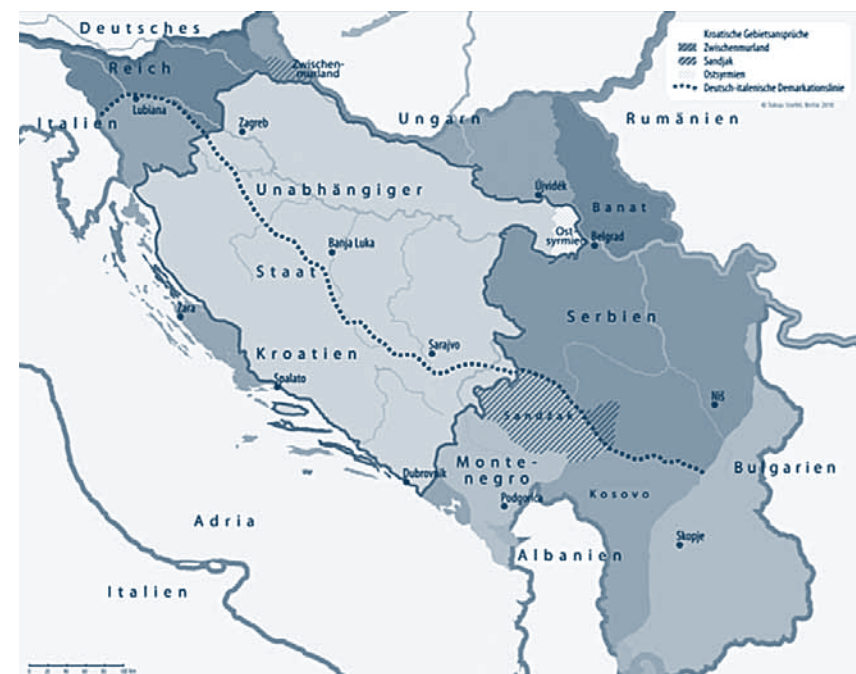 Deutsches
Reich
Zwischen-
murland
Kroatische Gebietsansprüche
Zwischenmurland
Sandjak
Ostsyrmien
Deutsch-italienische Demarkationslinie
Lubiana
Italien
Zagreb
Ungarn
Rumänien
Unabhängiger
Újvidék
Banat
Ost-
syrmien
Belgrad
Banja Luka
Staat
Zara
Serbien
Sarajvo
Kroatien
Spalato
Niš
Sandžak
Monte-
negro
Bulgarien
Dubrovnik
Kosovo
Podgorica
Adria
Skopje
Albanien
Italien